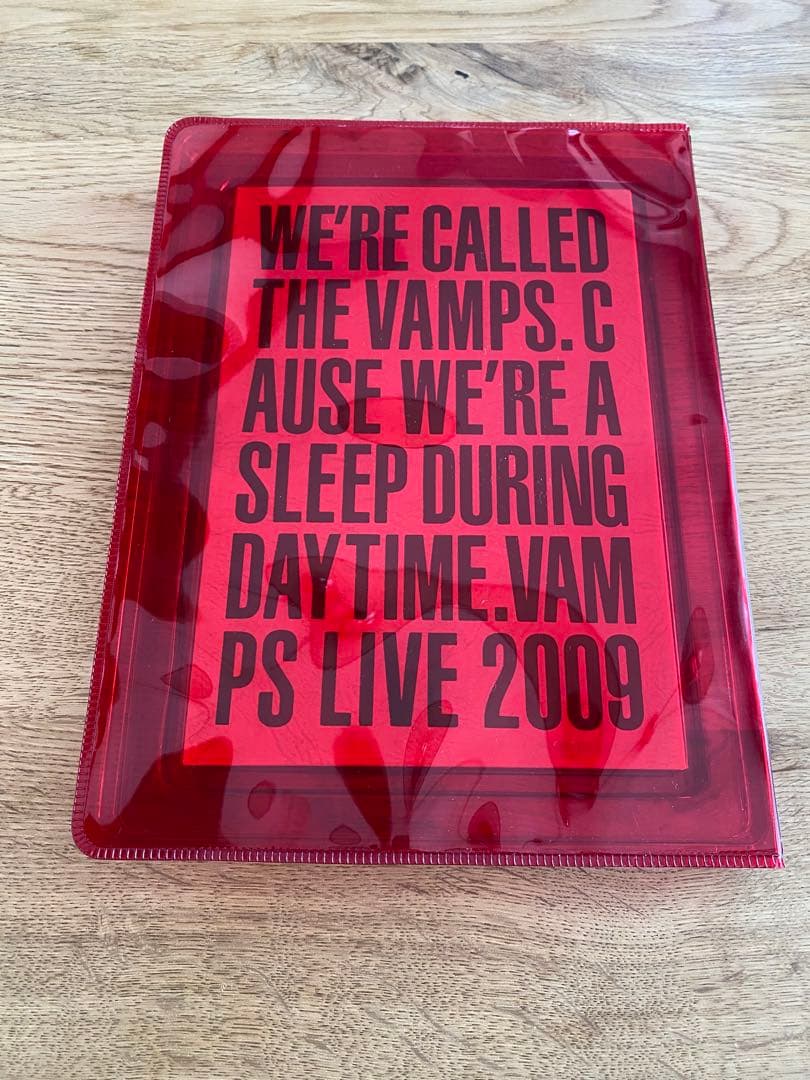 WE'RE CALLED
THE VAMPS. C
AUSE WE'RE A
SLEEP DURING
DAYTIME.VAM
PS LIVE 2009